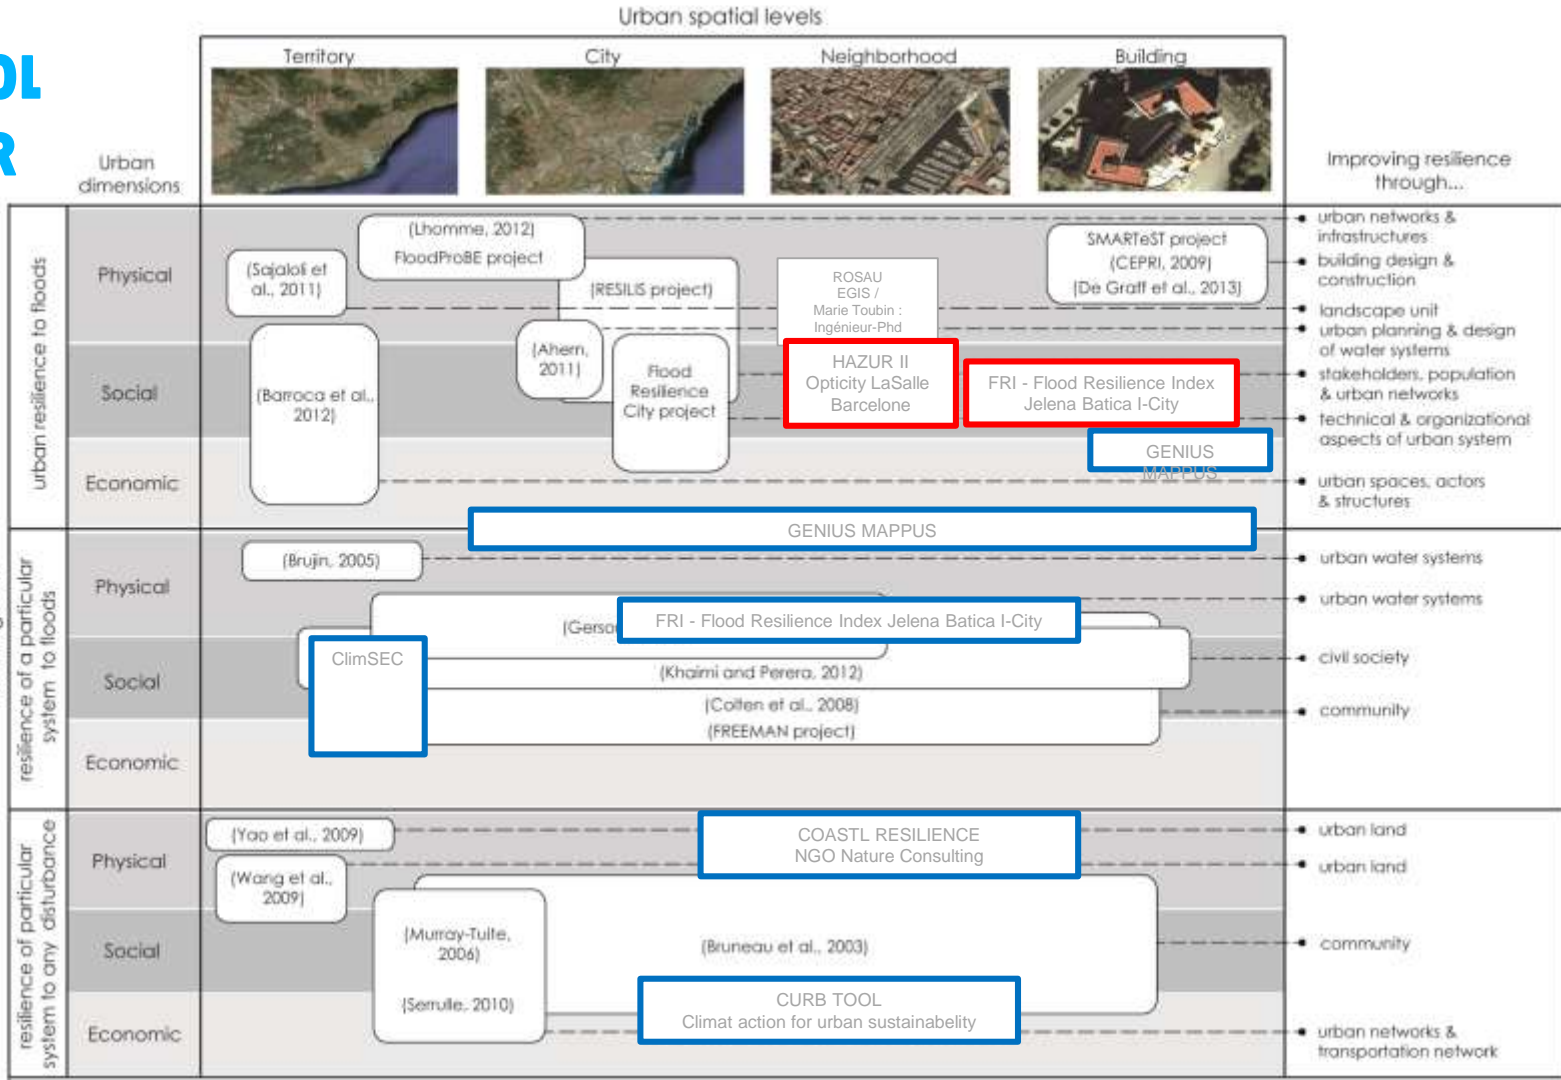 OL
R
Urban spatial levels
Territory
City
Neighborhood
Building
Urban
dimensions
Improving resilience
through...
urban resilience to floods
Physical
Social
Economic
(Lhomme, 2012)
FloodProBE project
(Sajaloli et
al., 2011)
(RESILIS project)
ROSAU
EGIS /
Marie Toubin :
Ingénieur-Phd
SMARTeST project
(CEPRI, 2009)
(De Graff et al., 2013)
(Ahern,
2011)
Flood
Resilience
City project
(Barroca et al.,
2012)
HAZUR II
Opticity LaSalle
Barcelone
FRI - Flood Resilience Index
Jelena Batica I-City
GENIUS
MAPPUS
urban networks &
infrastructures
building design &
construction
landscape unit
urban planning & design
of water systems
stakeholders, population
& urban networks
technical & organizational
aspects of urban system
urban spaces, actors
& structures
GENIUS MAPPUS
resilience of a particular
system to floods
Physical
Social
Economic
(Brujin, 2005)
(Gerso
FRI - Flood Resilience Index Jelena Batica I-City
ClimSEC
(Khaimi and Perera, 2012)
(Colten et al., 2008)
(FREEMAN project)
urban water systems
urban water systems
civil society
community
resilience of particular
system to any disturbance
Physical
Social
Economic
(Yao et al., 2009)
(Wang et al.,
2009)
COASTL RESILIENCE
NGO Nature Consulting
(Murray-Tuite,
2006)
(Serrulle, 2010)
(Bruneau et al., 2003)
CURB TOOL
Climat action for urban sustainabelity
urban land
urban land
community
urban networks &
transportation network